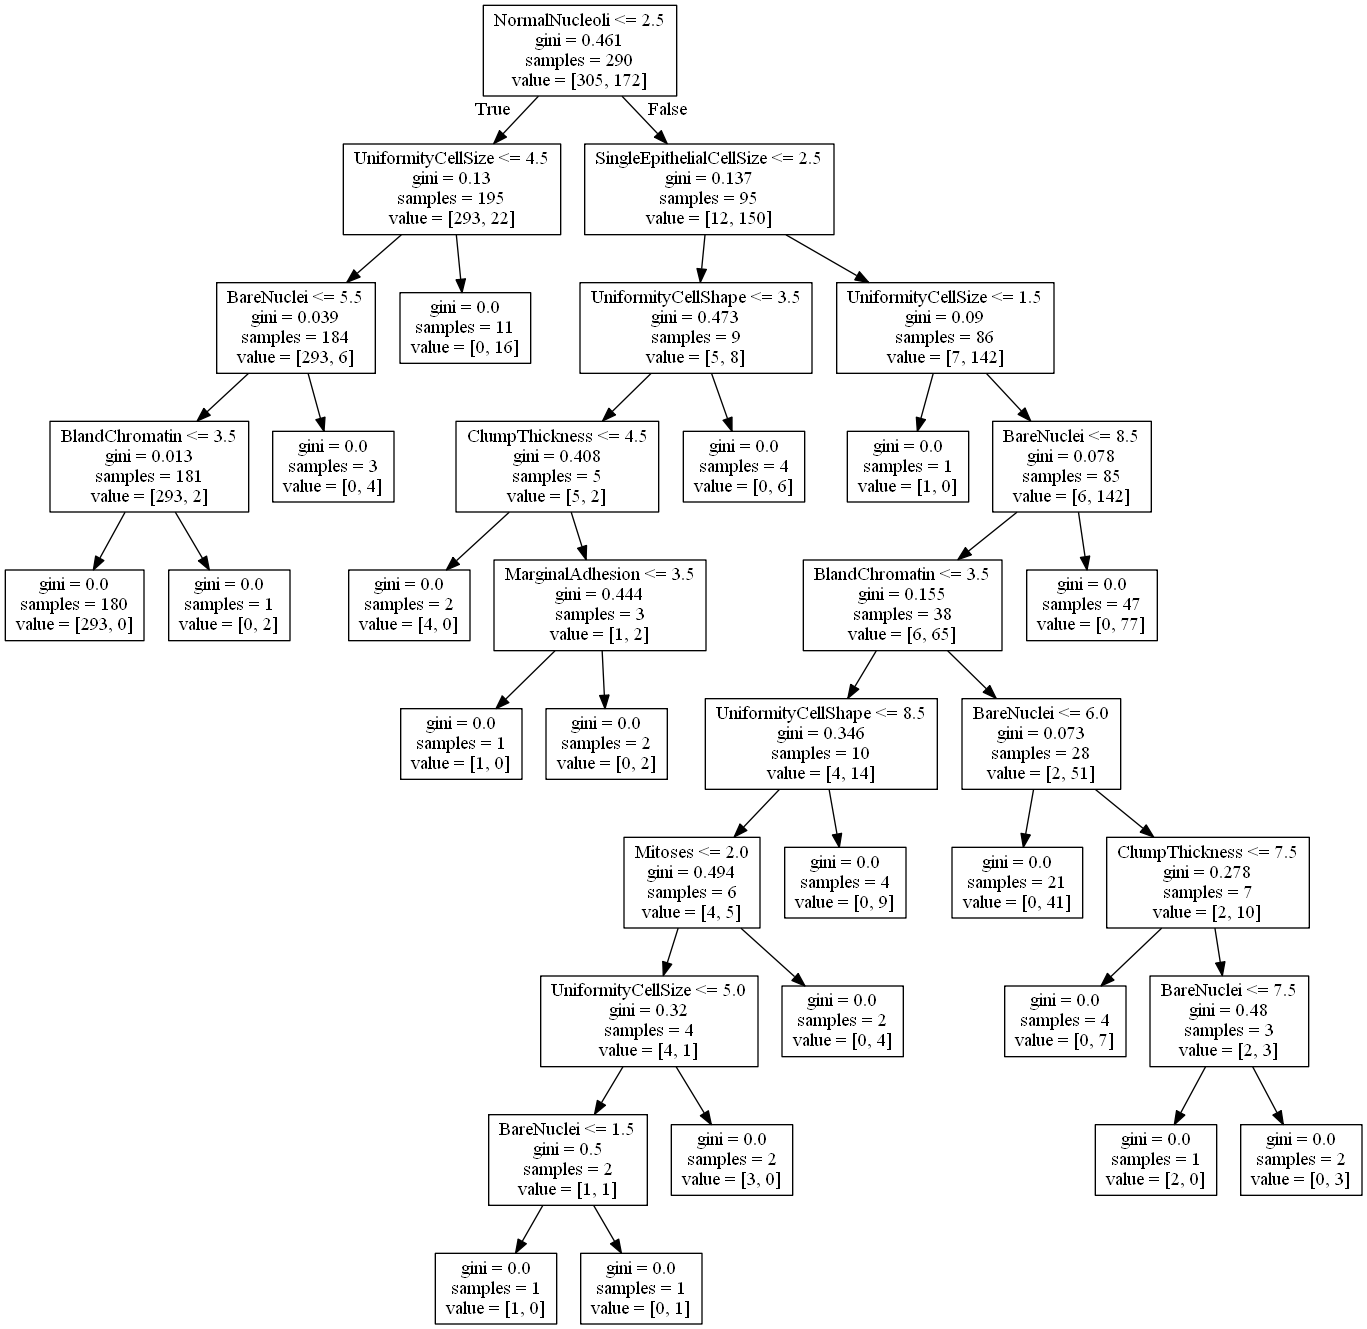 NormalNucleoli <= 2.5
gini = 0.461
samples = 290
value = [305, 172]
True
False
UniformityCellSize <= 4.5
gini = 0.13
samples = 195
value = [293, 22]
SingleEpithelialCellSize <= 2.5
gini = 0.137
samples = 95
value = [12, 150]
BareNuclei <= 5.5
gini = 0.039
samples = 184
value = [293, 6]
gini = 0.0
samples = 11
value = [0, 16]
UniformityCellShape <= 3.5
gini = 0.473
samples = 9
value = [5, 8]
UniformityCellSize <= 1.5
gini = 0.09
samples = 86
value = [7, 142]
BlandChromatin <= 3.5
gini = 0.013
samples = 181
value = [293, 2]
gini = 0.0
samples = 3
value = [0, 4]
ClumpThickness <= 4.5
gini = 0.408
samples = 5
value = [5, 2]
gini = 0.0
samples = 4
value = [0, 6]
gini = 0.0
samples = 1
value = [1, 0]
BareNuclei <= 8.5
gini = 0.078
samples = 85
value = [6, 142]
gini = 0.0
samples = 180
value = [293, 0]
gini = 0.0
samples = 1
value = [0, 2]
gini = 0.0
samples = 2
value = [4, 0]
MarginalAdhesion <= 3.5
gini = 0.444
samples = 3
value = [1, 2]
BlandChromatin <= 3.5
gini = 0.155
samples = 38
value = [6, 65]
gini = 0.0
samples = 47
value = [0, 77]
gini = 0.0
samples = 1
value = [1, 0]
gini = 0.0
samples = 2
value = [0, 2]
UniformityCellShape <= 8.5
gini = 0.346
samples = 10
value = [4, 14]
BareNuclei <= 6.0
gini = 0.073
samples = 28
value = [2, 51]
Mitoses <= 2.0
gini = 0.494
samples = 6
value = [4, 5]
gini = 0.0
samples = 4
value = [0, 9]
gini = 0.0
samples = 21
value = [0, 41]
ClumpThickness <= 7.5
gini = 0.278
samples = 7
value = [2, 10]
UniformityCellSize <= 5.0
gini = 0.32
samples = 4
value = [4, 1]
gini = 0.0
samples = 2
value = [0, 4]
gini = 0.0
samples = 4
value = [0, 7]
BareNuclei <= 7.5
gini = 0.48
samples = 3
value = [2, 3]
BareNuclei <= 1.5
gini = 0.5
samples = 2
value = [1, 1]
gini = 0.0
samples = 2
value = [3, 0]
gini = 0.0
samples = 1
value = [2, 0]
gini = 0.0
samples = 2
value = [0, 3]
gini = 0.0
samples = 1
value = [1, 0]
gini = 0.0
samples = 1
value = [0, 1]